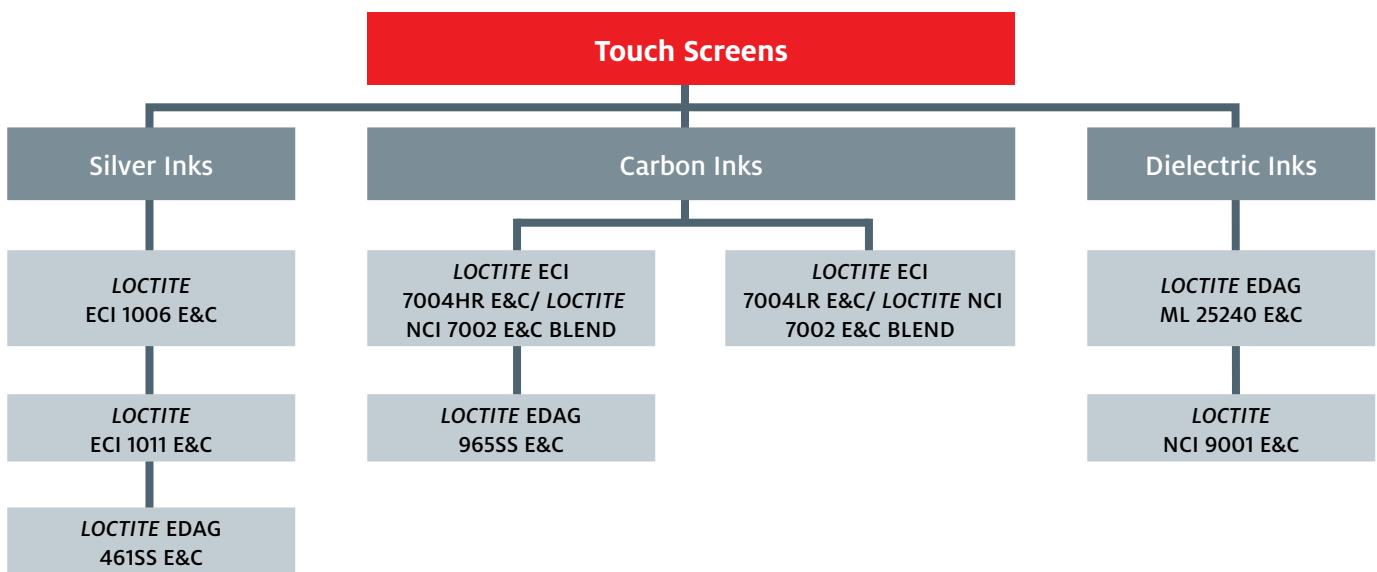 Touch Screens
Silver Inks
Carbon Inks
Dielectric Inks
LOCTITE
ECI 1006 E&C
LOCTITE ECI
7004HR E&C/ LOCTITE
NCI 7002 E&C BLEND
LOCTITE ECI
7004LR E&C/ LOCTITE NCI
7002 E&C BLEND
LOCTITE EDAG
ML 25240 E&C
LOCTITE
ECI 1011 E&C
LOCTITE EDAG
965SS E&C
LOCTITE
NCI 9001 E&C
LOCTITE EDAG
461SS E&C